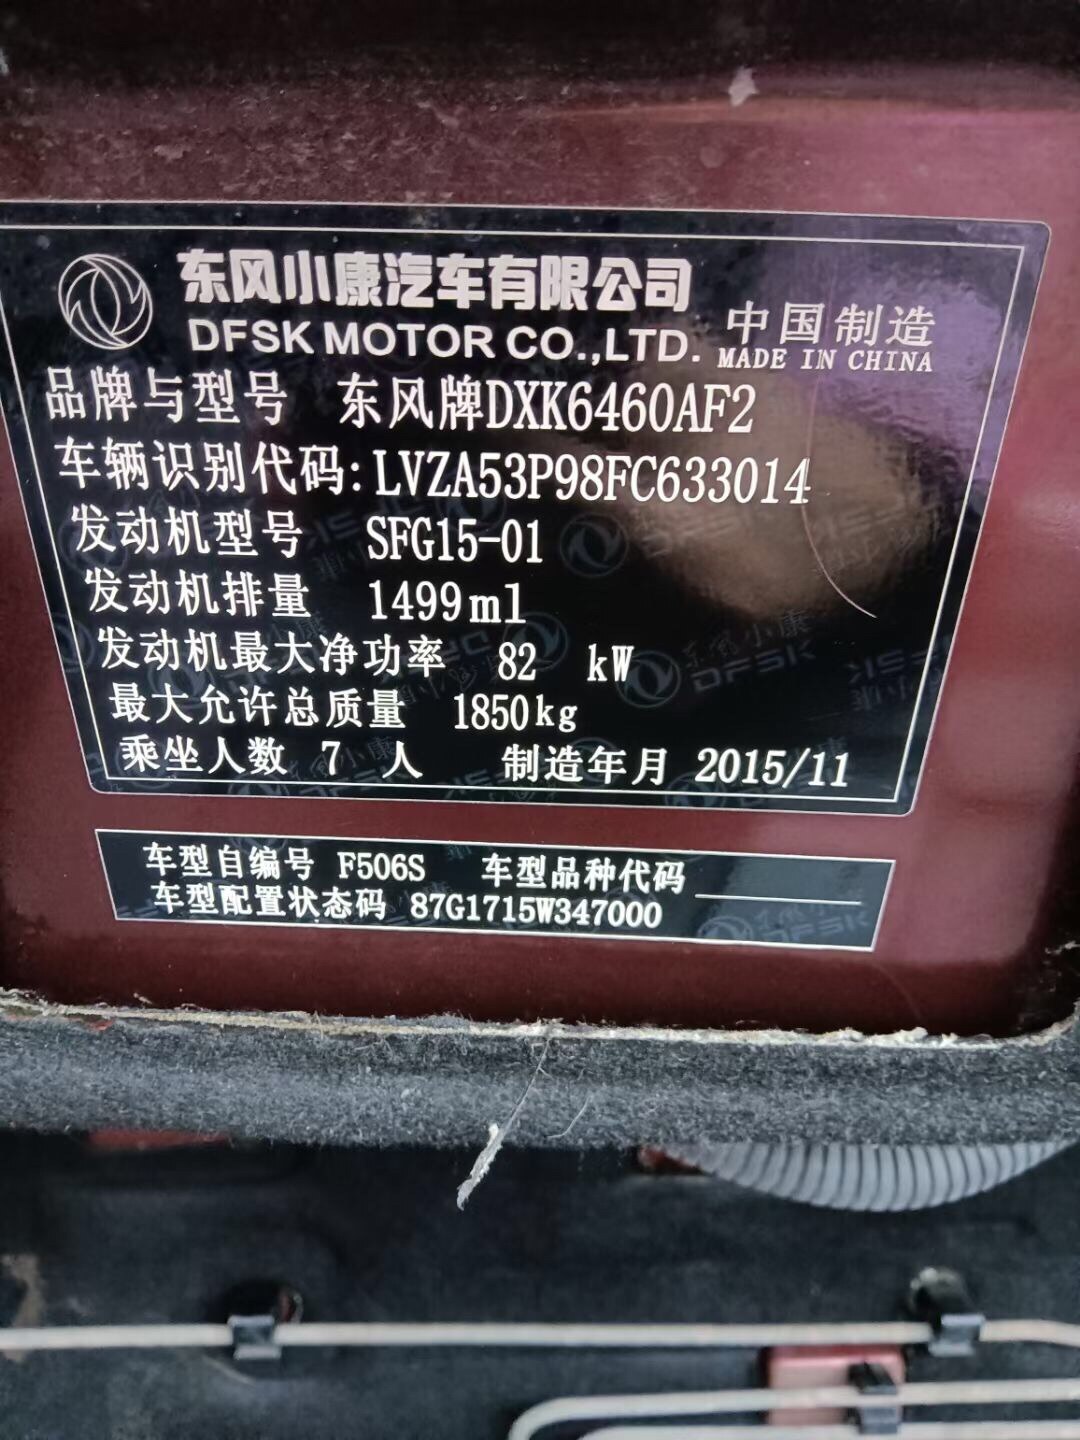 东风小康汽车有限公司
DFSK MOTOR CO.,LTD.
中国制造
MADE IN CHINA
品牌与型号 东风牌DXK6460AF2
车辆识别代码: LVZA53P98FC633014
发动机型号 SFG15-01
发动机排量 1499ml
发动机最大净功率 82 kW
最大允许总质量 1850kg
乘坐人数 7 人 制造年月 2015/11
车型自编号 F506S 车型品种代码
车型配置状态码 87G1715W347000